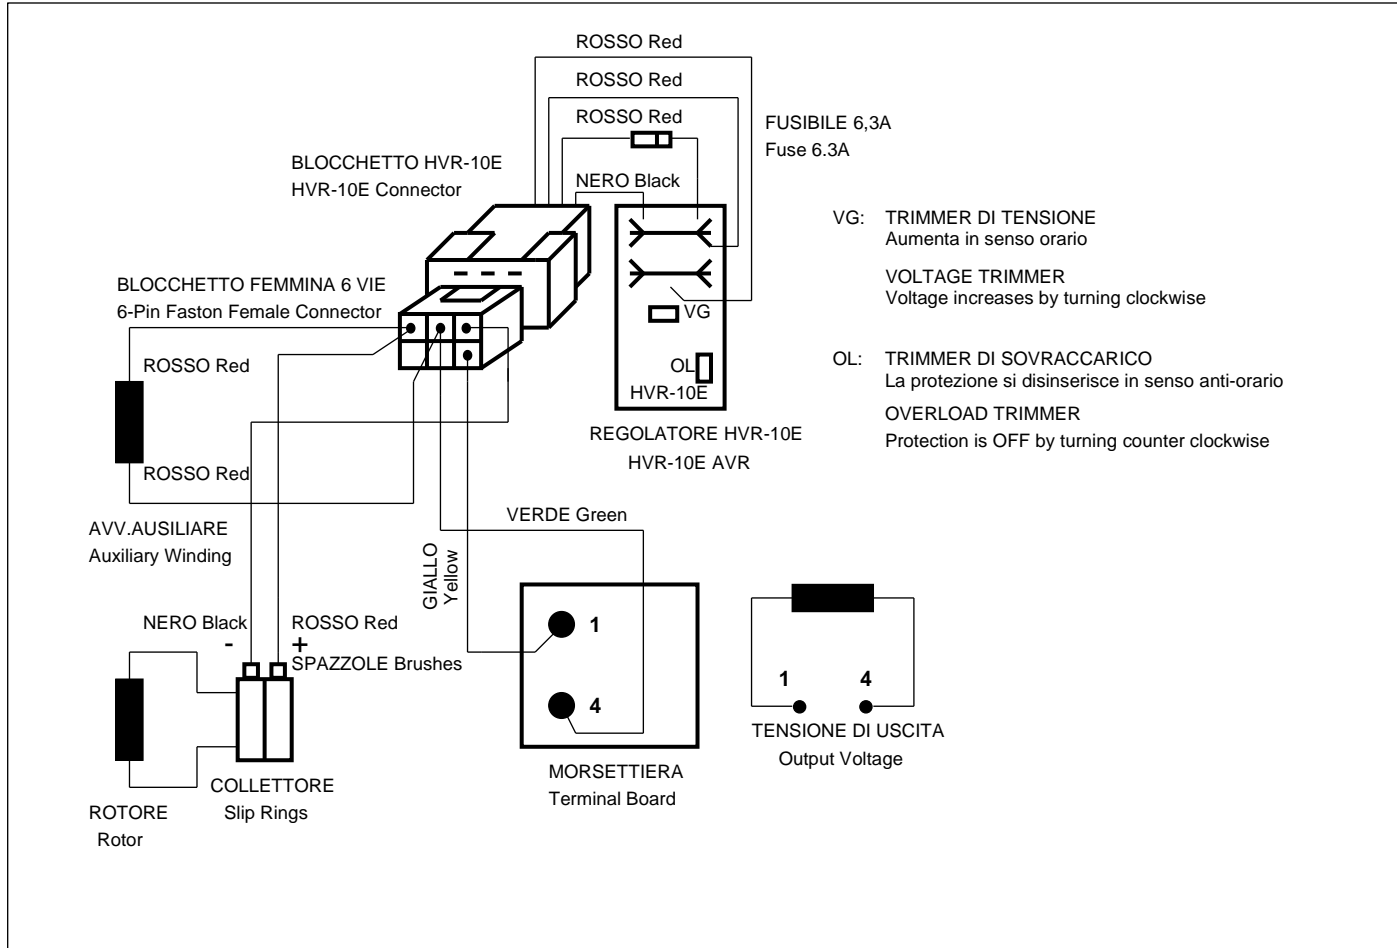 ROSSO Red
ROSSO Red
ROSSO Red
FUSIBILE 6,3A
Fuse 6.3A
BLOCCHETTO HVR-10E
HVR-10E Connector
NERO Black
VG: TRIMMER DI TENSIONE
Aumenta in senso orario
VOLTAGE TRIMMER
Voltage increases by turning clockwise
BLOCCHETTO FEMMINA 6 VIE
6-Pin Faston Female Connector
VG
OL
HVR-10E
OL: TRIMMER DI SOVRACCARICO
La protezione si disinserisce in senso anti-orario
OVERLOAD TRIMMER
Protection is OFF by turning counter clockwise
ROSSO Red
ROSSO Red
REGOLATORE HVR-10E
HVR-10E AVR
AVV.AUSILIARE
Auxiliary Winding
VERDE Green
GIALLO
Yellow
NERO Black
-
ROSSO Red
+
SPAZZOLE Brushes
1
4
1 4
TENSIONE DI USCITA
Output Voltage
MORSETTIERA
Terminal Board
COLLETTORE
Slip Rings
ROTORE
Rotor